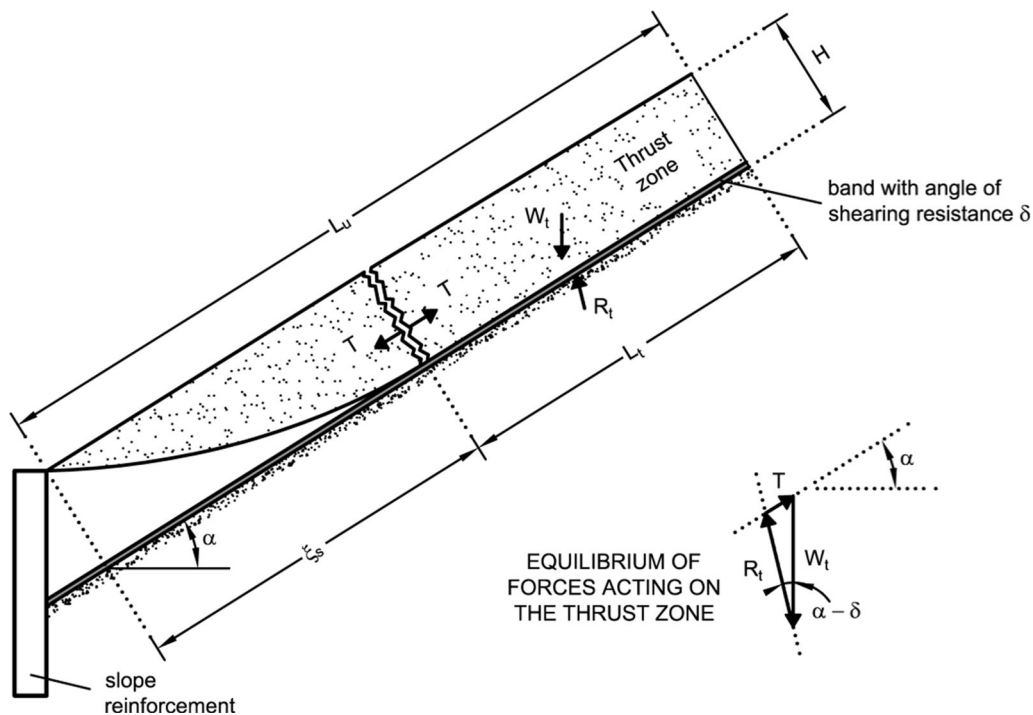 H
Thrust
zone
band with angle of
shearing resistance δ
Lu
Wt
T
T
Rt
Lt
α
α
ξs
T
Rt
Wt
α – δ
EQUILIBRIUM OF
FORCES ACTING ON
THE THRUST ZONE
slope
reinforcement